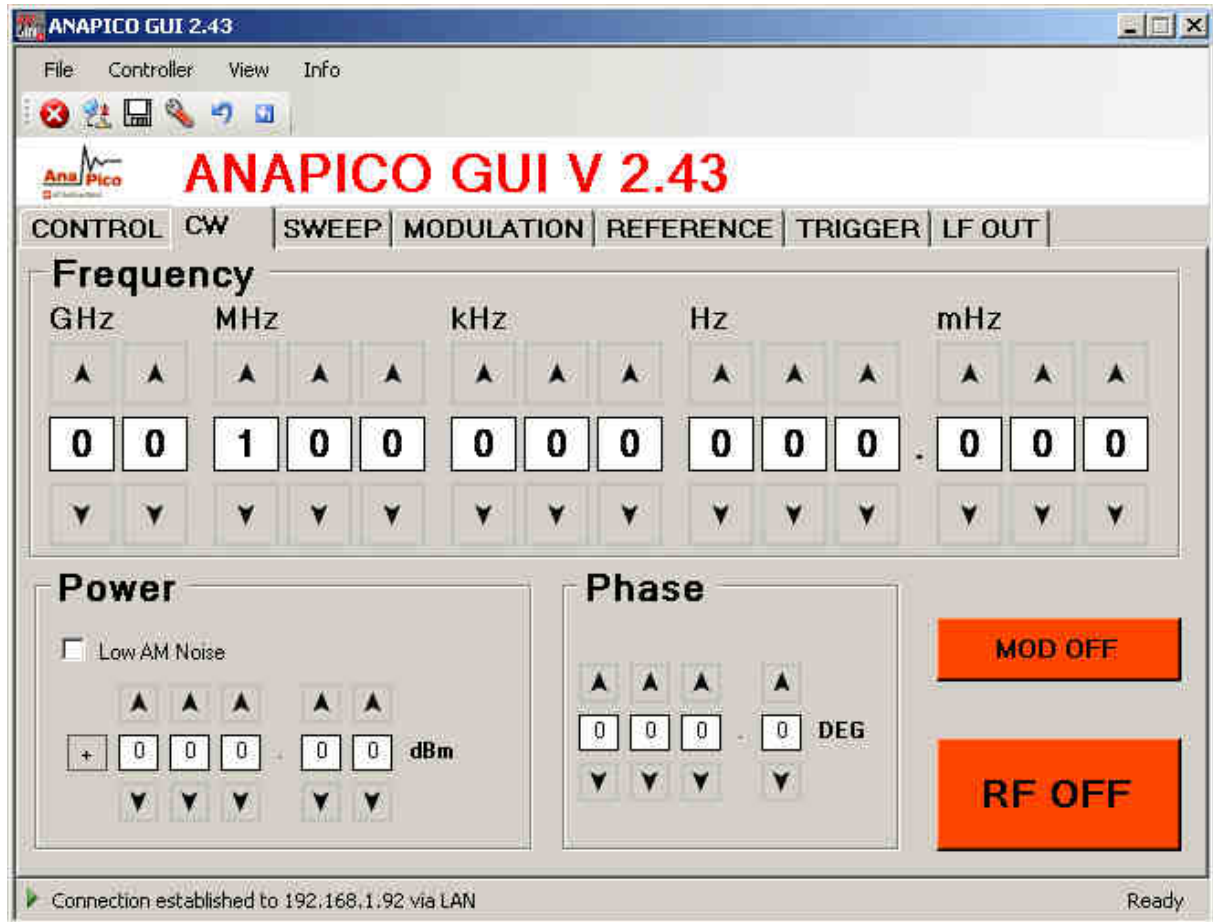 ANAPICO GUI 2.43
File Controller View Info
Ana Pico
ANAPICO GUI V 2.43
CONTROL CW SWEEP MODULATION REFERENCE TRIGGER LF OUT
Frequency
GHz MHz kHz Hz mHz
0 0 1 0 0 0 0 0 0 0 0 . 0 0 0
Power
Low AM Noise
+ 0 0 0 . 0 0 dBm
Phase
0 0 0 . 0 DEG
MOD OFF
RF OFF
Connection established to 192.168.1.92 via LAN
Ready